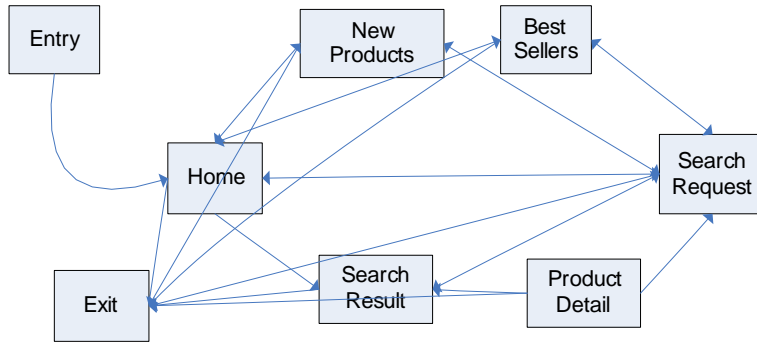 Entry
New
Products
Best
Sellers
Home
Search
Request
Exit
Search
Result
Product
Detail